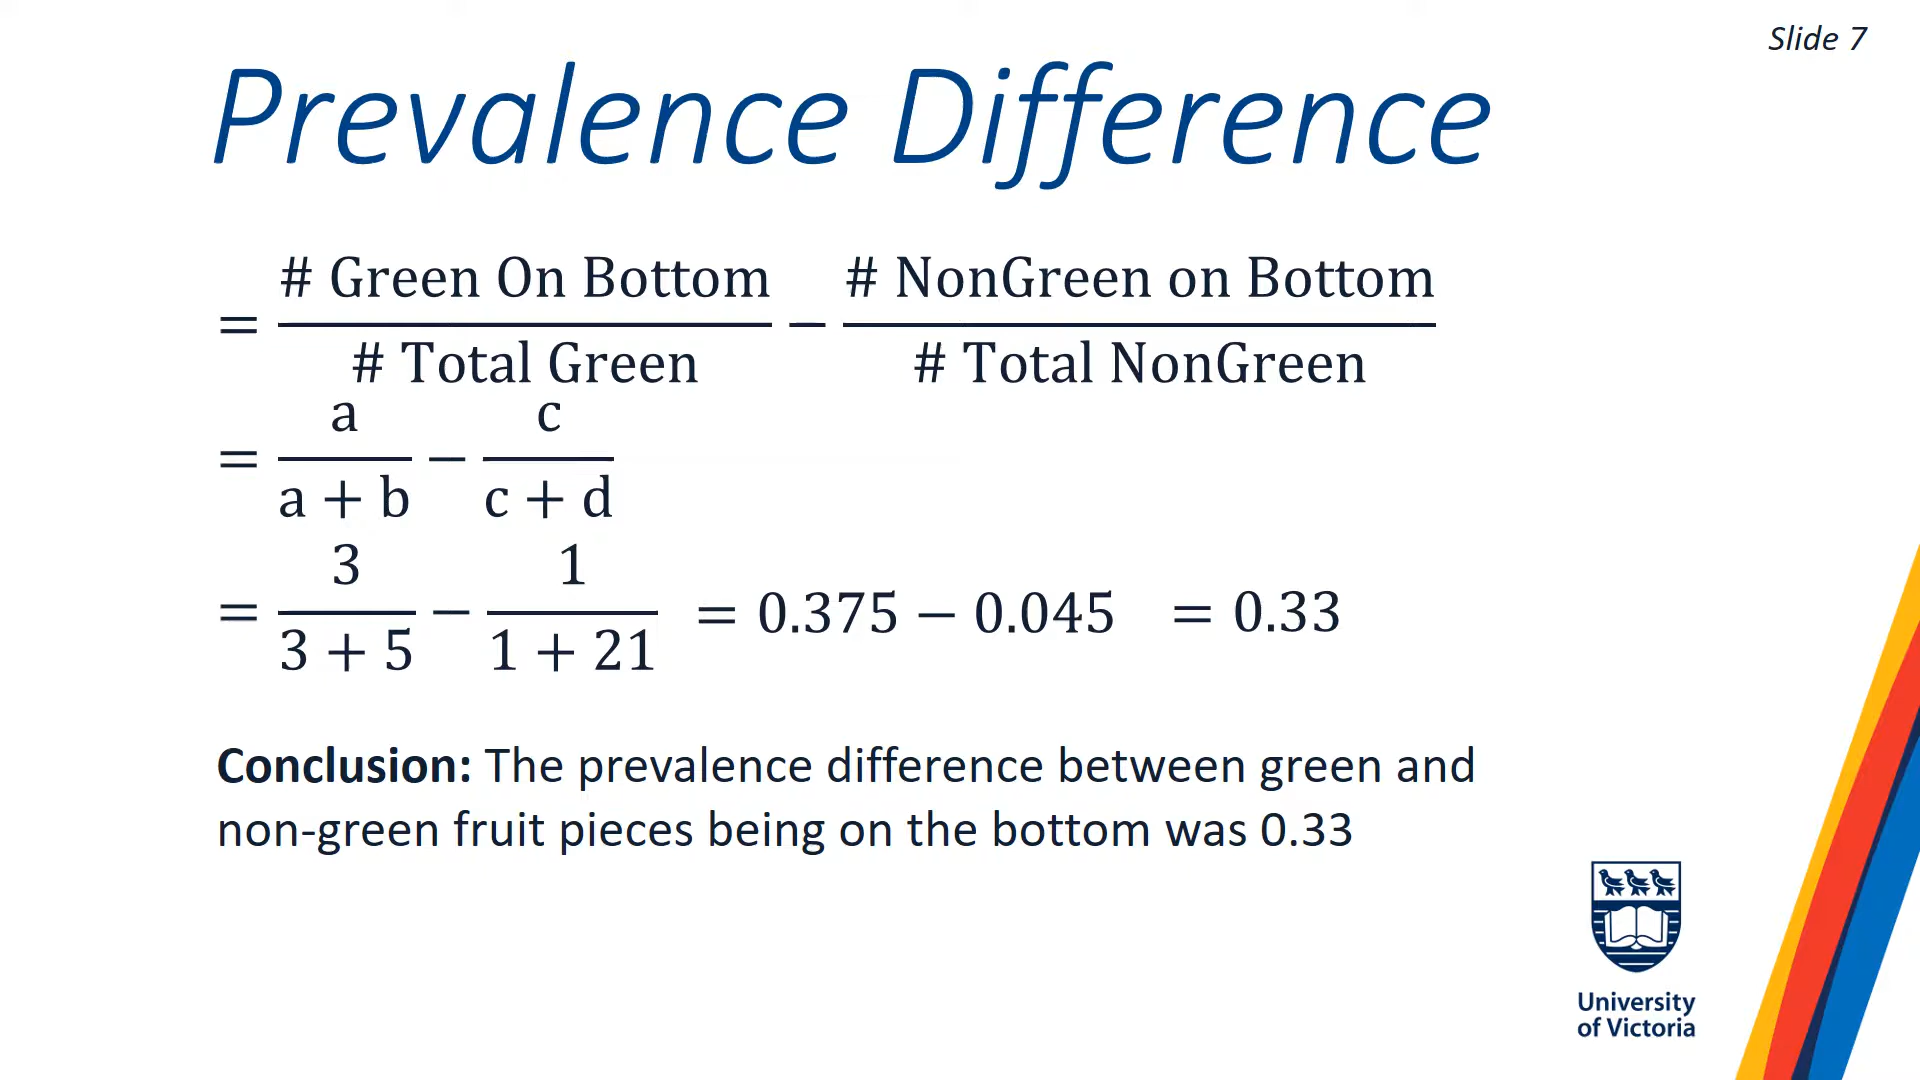 Slide 7
Prevalence Difference
= # Green On Bottom / # Total Green − # NonGreen on Bottom / # Total NonGreen
= a / a + b − c / c + d
= 3 / 3 + 5 − 1 / 1 + 21 = 0.375 − 0.045 = 0.33
Conclusion: The prevalence difference between green and
non-green fruit pieces being on the bottom was 0.33
University
of Victoria